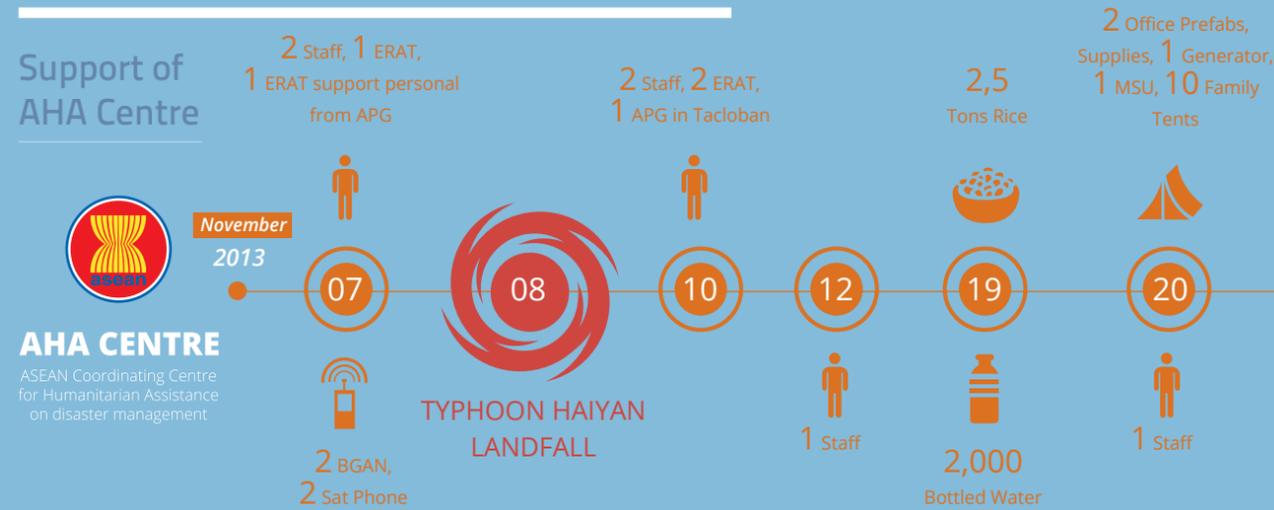 Support of
AHA Centre
asean
AHA CENTRE
ASEAN Coordinating Centre
for Humanitarian Assistance
on disaster management
November
2013
2 Staff, 1 ERAT,
1 ERAT support personal
from APG
07
2 BGAN,
2 Sat Phone
08
TYPHOON HAIYAN
LANDFALL
2 Staff, 2 ERAT,
1 APG in Tacloban
10
12
1 Staff
2,5
Tons Rice
19
2,000
Bottled Water
2 Office Prefabs,
Supplies, 1 Generator,
1 MSU, 10 Family
Tents
20
1 Staff